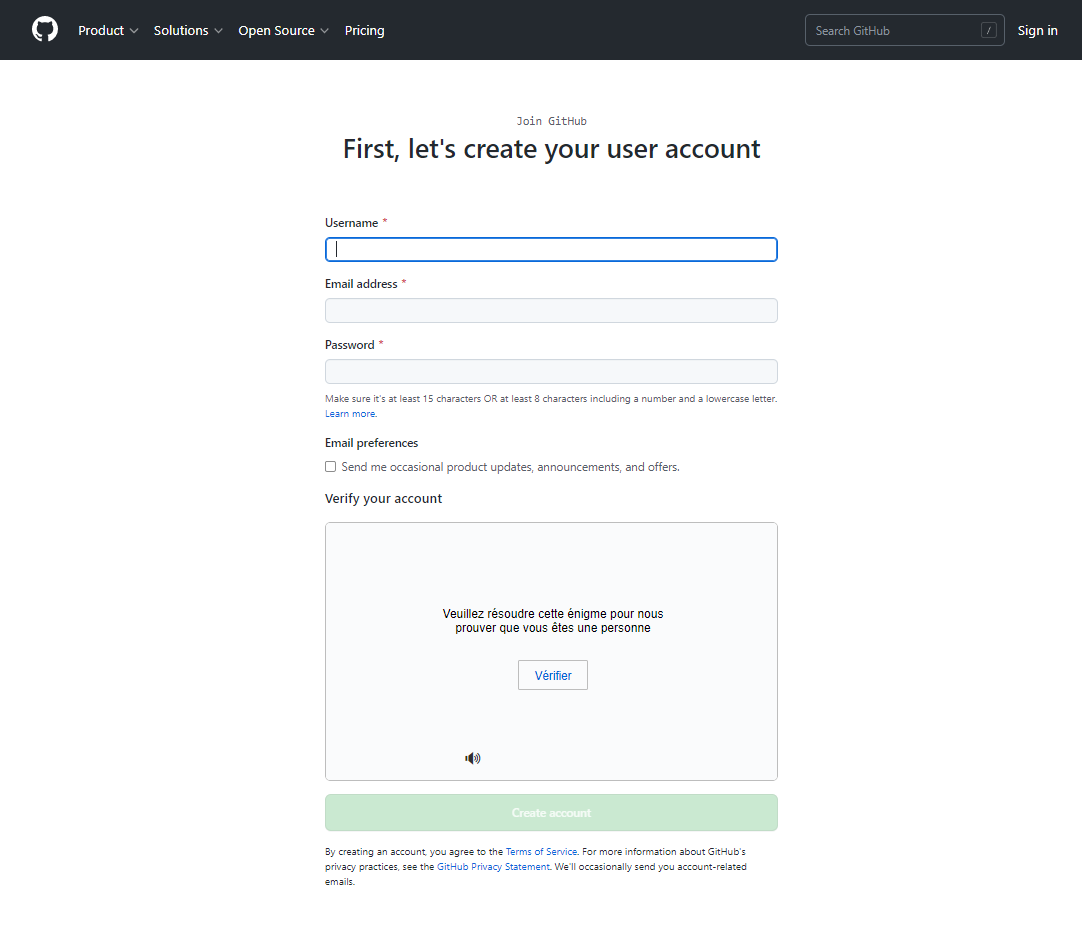 Product Solutions Open Source Pricing Search GitHub / Sign in
Join GitHub
First, let's create your user account
Username *
Email address *
Password *
Make sure it's at least 15 characters OR at least 8 characters including a number and a lowercase letter.
Learn more.
Email preferences
Send me occasional product updates, announcements, and offers.
Verify your account
Veuillez résoudre cette énigme pour nous
prouver que vous êtes une personne
Vérifier
Create account
By creating an account, you agree to the Terms of Service. For more information about GitHub's
privacy practices, see the GitHub Privacy Statement. We'll occasionally send you account-related
emails.